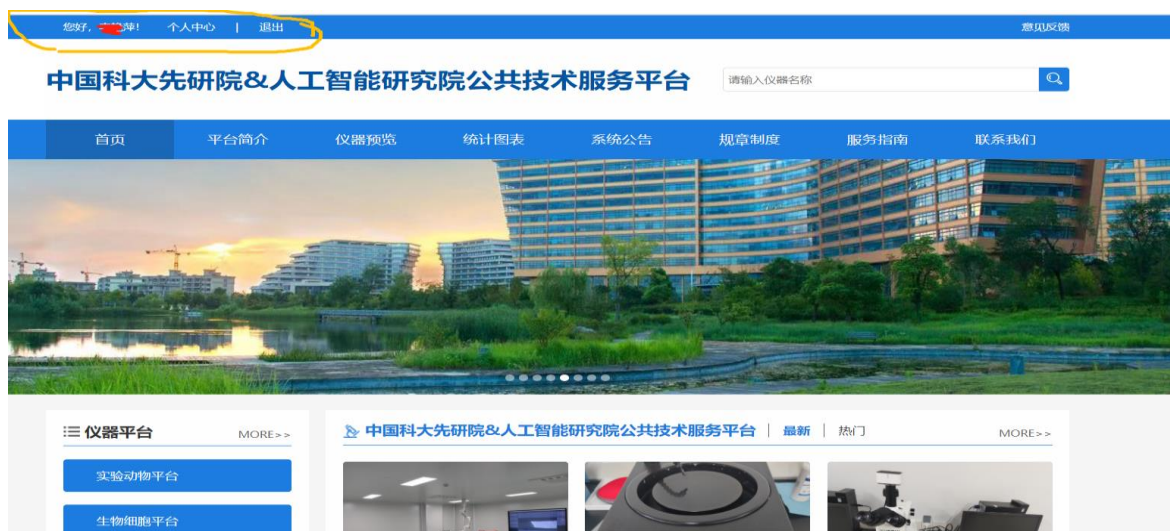 您好, 萍! 个人中心 | 退出 意见反馈
中国科大先研院&人工智能研究院公共技术服务平台 请输入仪器名称
首页 平台简介 仪器预览 统计图表 系统公告 规章制度 服务指南 联系我们
仪器平台 MORE>>
中国科大先研院&人工智能研究院公共技术服务平台 | 最新 | 热门 MORE>>
实验动物平台
生物细胞平台